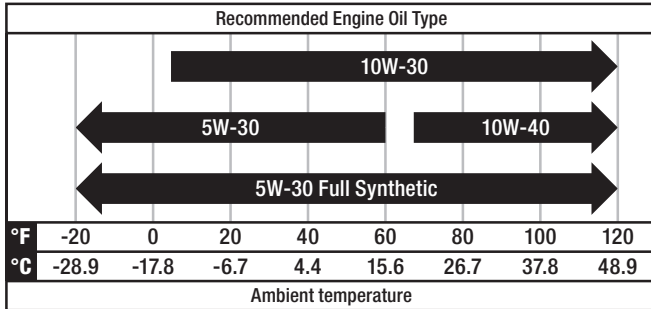 Recommended Engine Oil Type
10W-30
5W-30 10W-40
5W-30 Full Synthetic
°F -20 0 20 40 60 80 100 120
°C -28.9 -17.8 -6.7 4.4 15.6 26.7 37.8 48.9
Ambient temperature